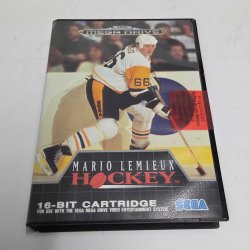 MEGA DRIVE
66
MARIO LEMIEUX
HOCKEY
16-BIT CARTRIDGE
FOR USE WITH THE SEGA MEGA DRIVE VIDEO ENTERTAINMENT SYSTEM
SEGA